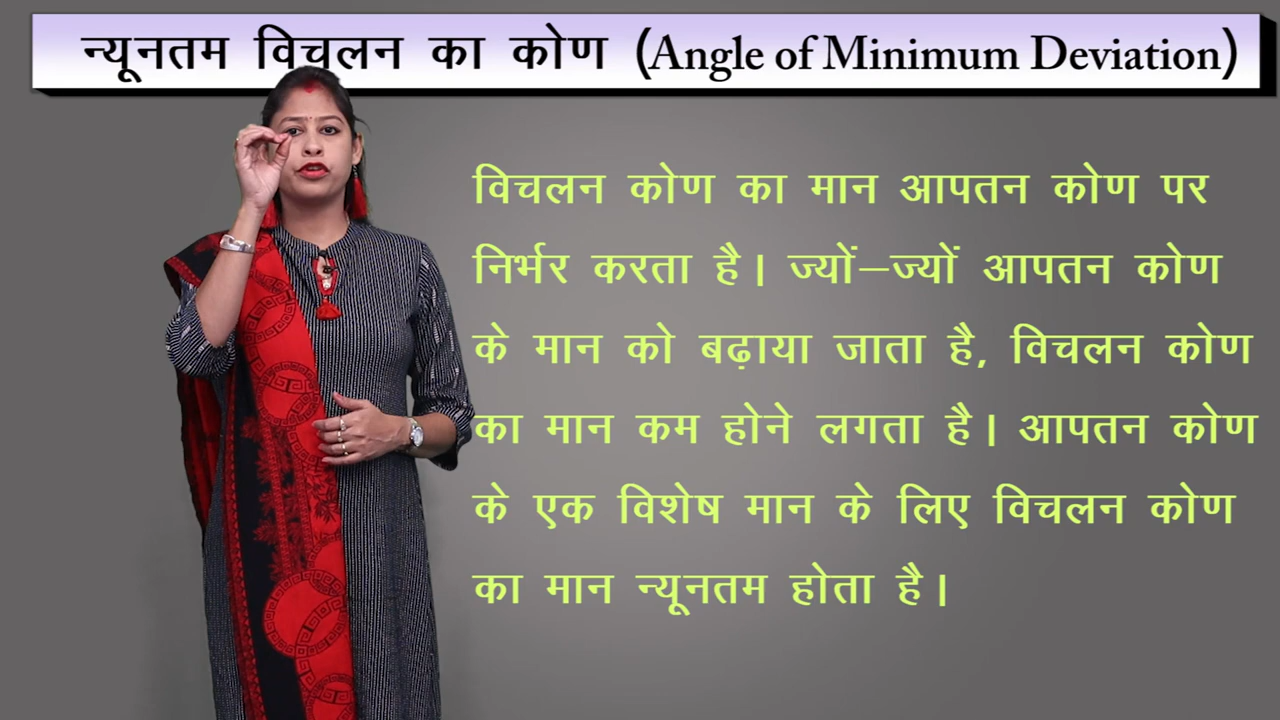 न्यूनतम विचलन का कोण (Angle of Minimum Deviation)
विचलन कोण का मान आपतन कोण पर
निर्भर करता है। ज्यों–ज्यों आपतन कोण
के मान को बढ़ाया जाता है, विचलन कोण
का मान कम होने लगता है। आपतन कोण
के एक विशेष मान के लिए विचलन कोण
का मान न्यूनतम होता है।